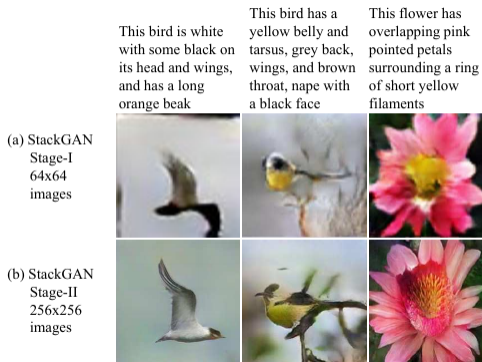 This bird is white
with some black on
its head and wings,
and has a long
orange beak
This bird has a
yellow belly and
tarsus, grey back,
wings, and brown
throat, nape with
a black face
This flower has
overlapping pink
pointed petals
surrounding a ring
of short yellow
filaments
(a) StackGAN
Stage-I
64x64
images
(b) StackGAN
Stage-II
256x256
images